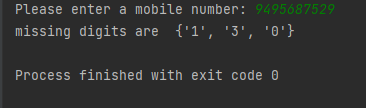 Please enter a mobile number: 9495687529
missing digits are  {'1', '3', '0'}
Process finished with exit code 0